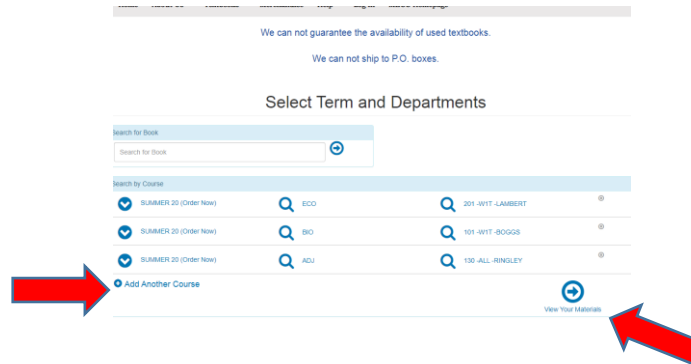 We can not guarantee the availability of used textbooks.
We can not ship to P.O. boxes.
Select Term and Departments
Search for Book
Search for Book
Search by Course
SUMMER 20 (Order Now) ECO 201 -W1T -LAMBERT
SUMMER 20 (Order Now) BIO 101 -W1T -BOGGS
SUMMER 20 (Order Now) ADJ 130 -ALL -RINGLEY
Add Another Course
View Your Materials